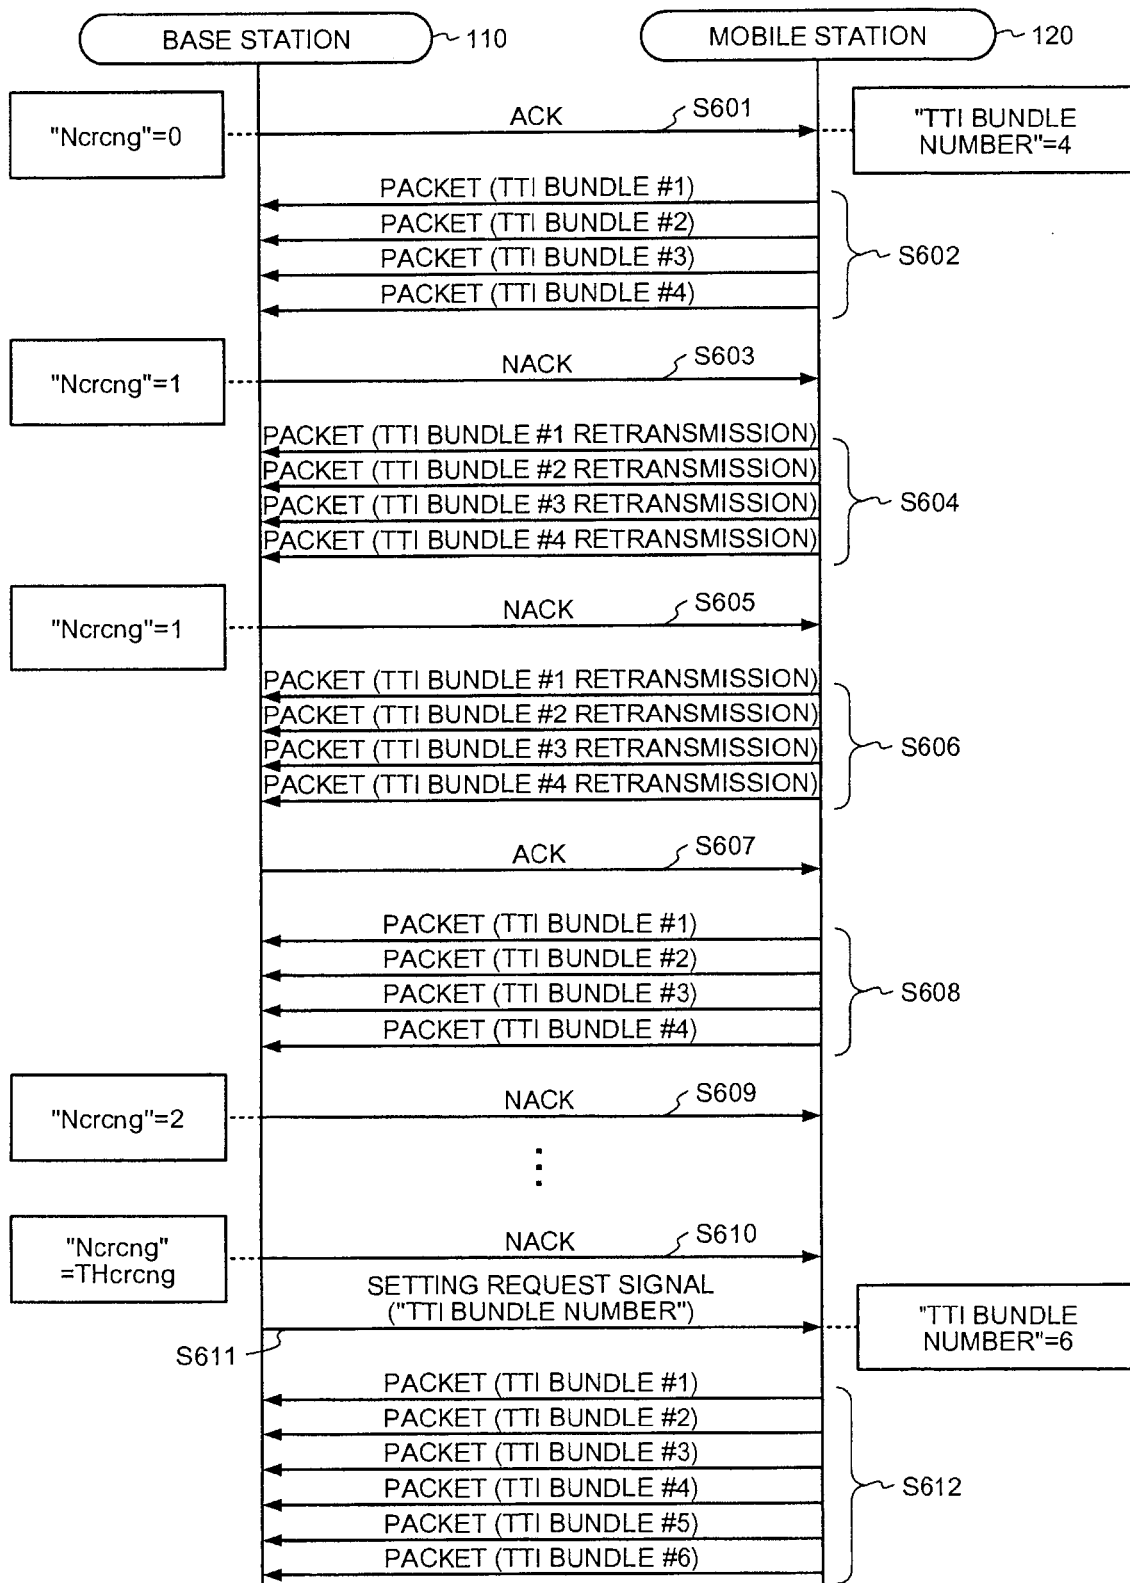 BASE STATION
110
MOBILE STATION
120
"Ncrcng"=0
ACK
S601
"TTI BUNDLE
NUMBER"=4
PACKET (TTI BUNDLE #1)
PACKET (TTI BUNDLE #2)
PACKET (TTI BUNDLE #3)
PACKET (TTI BUNDLE #4)
S602
"Ncrcng"=1
NACK
S603
PACKET (TTI BUNDLE #1 RETRANSMISSION)
PACKET (TTI BUNDLE #2 RETRANSMISSION)
PACKET (TTI BUNDLE #3 RETRANSMISSION)
PACKET (TTI BUNDLE #4 RETRANSMISSION)
S604
"Ncrcng"=1
NACK
S605
PACKET (TTI BUNDLE #1 RETRANSMISSION)
PACKET (TTI BUNDLE #2 RETRANSMISSION)
PACKET (TTI BUNDLE #3 RETRANSMISSION)
PACKET (TTI BUNDLE #4 RETRANSMISSION)
S606
ACK
S607
PACKET (TTI BUNDLE #1)
PACKET (TTI BUNDLE #2)
PACKET (TTI BUNDLE #3)
PACKET (TTI BUNDLE #4)
S608
"Ncrcng"=2
NACK
S609
"Ncrcng"
=THcrcng
NACK
S610
SETTING REQUEST SIGNAL
("TTI BUNDLE NUMBER")
S611
"TTI BUNDLE
NUMBER"=6
PACKET (TTI BUNDLE #1)
PACKET (TTI BUNDLE #2)
PACKET (TTI BUNDLE #3)
PACKET (TTI BUNDLE #4)
PACKET (TTI BUNDLE #5)
PACKET (TTI BUNDLE #6)
S612